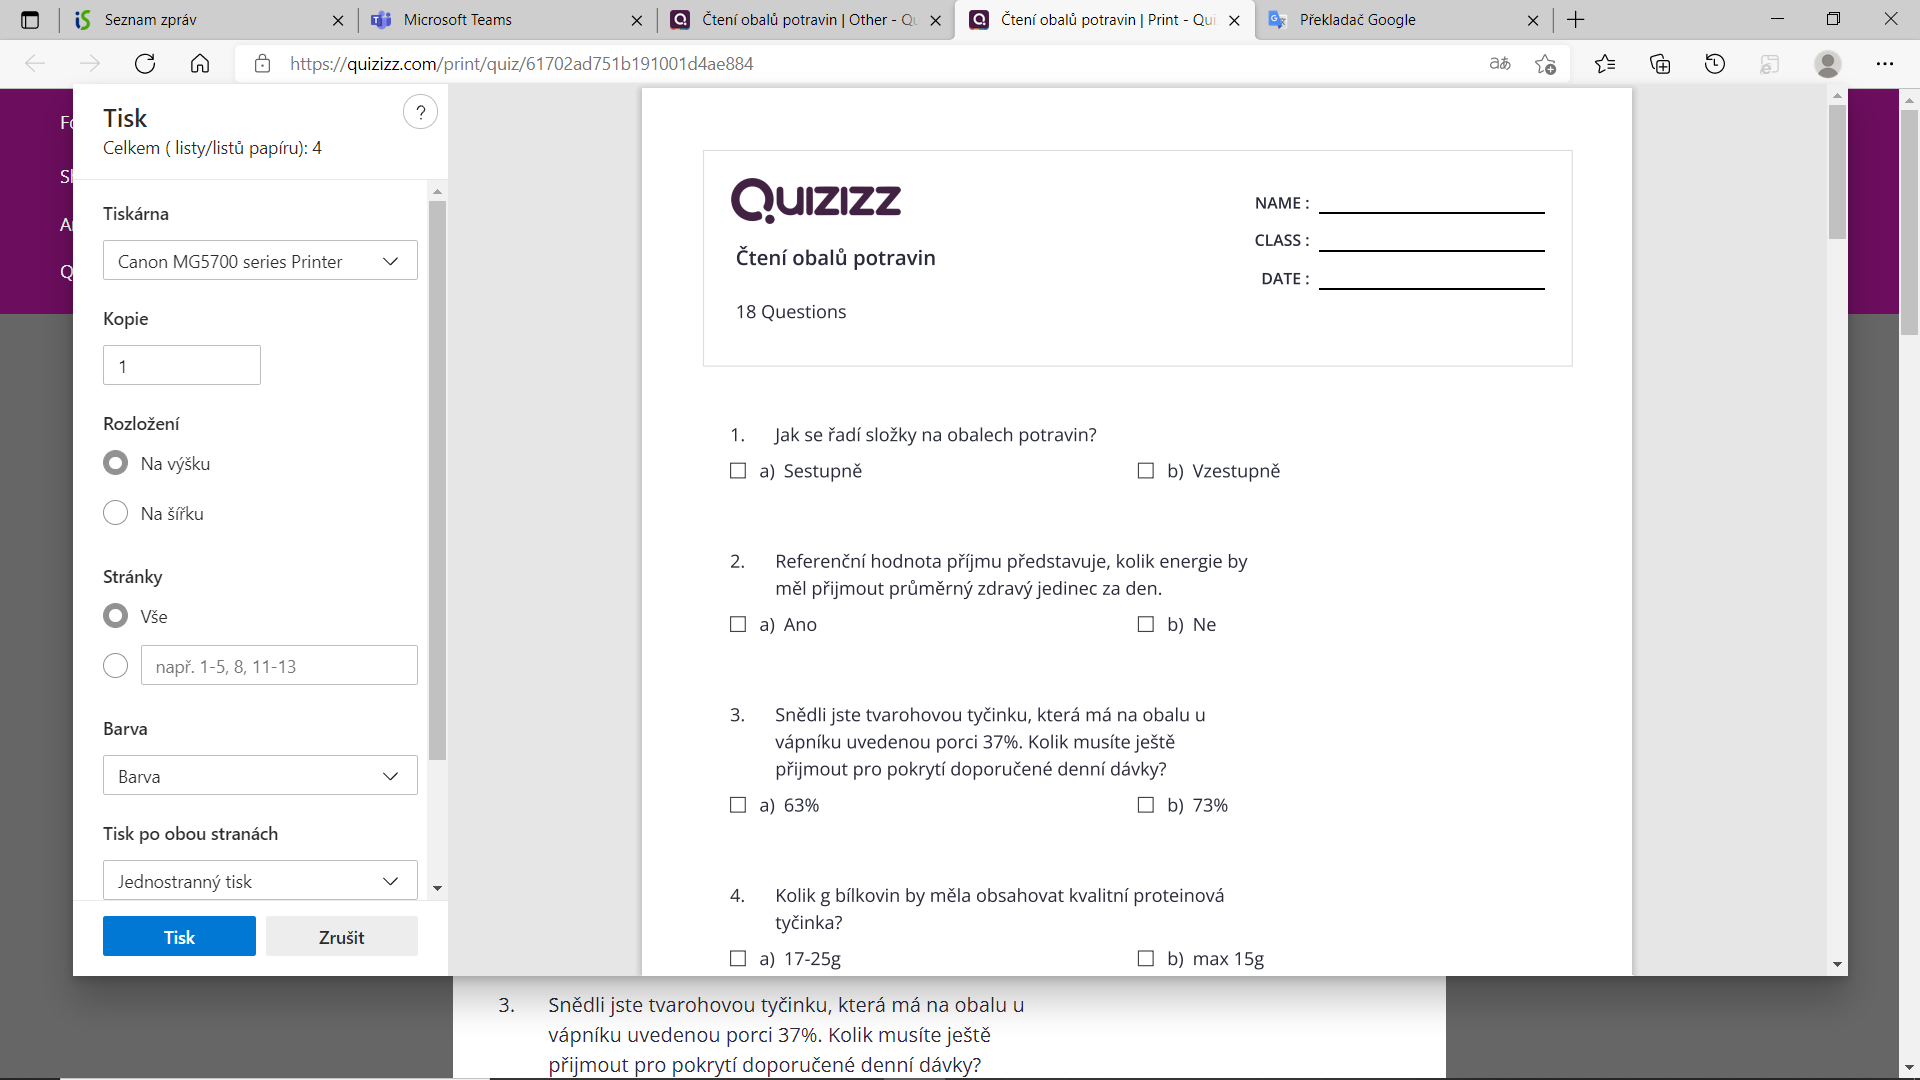 Seznam zpráv
Microsoft Teams
Čtení obalů potravin | Other - Qu
Čtení obalů potravin | Print - Qui
Překladač Google
https://quizizz.com/print/quiz/61702ad751b191001d4ae884
Tisk
Celkem ( listy/listů papíru): 4
?
Tiskárna
Canon MG5700 series Printer
Kopie
1
Rozložení
Na výšku
Na šířku
Stránky
Vše
např. 1-5, 8, 11-13
Barva
Barva
Tisk po obou stranách
Jednostranný tisk
Tisk
Zrušit
Quizizz
Čtení obalů potravin
18 Questions
NAME :
CLASS :
DATE :
1. Jak se řadí složky na obalech potravin?
a) Sestupně b) Vzestupně
2. Referenční hodnota příjmu představuje, kolik energie by
měl přijmout průměrný zdravý jedinec za den.
a) Ano b) Ne
3. Snědli jste tvarohovou tyčinku, která má na obalu u
vápníku uvedenou porci 37%. Kolik musíte ještě
přijmout pro pokrytí doporučené denní dávky?
a) 63% b) 73%
4. Kolik g bílkovin by měla obsahovat kvalitní proteinová
tyčinka?
a) 17-25g b) max 15g
3. Snědli jste tvarohovou tyčinku, která má na obalu u
vápníku uvedenou porci 37%. Kolik musíte ještě
přijmout pro pokrytí doporučené denní dávky?